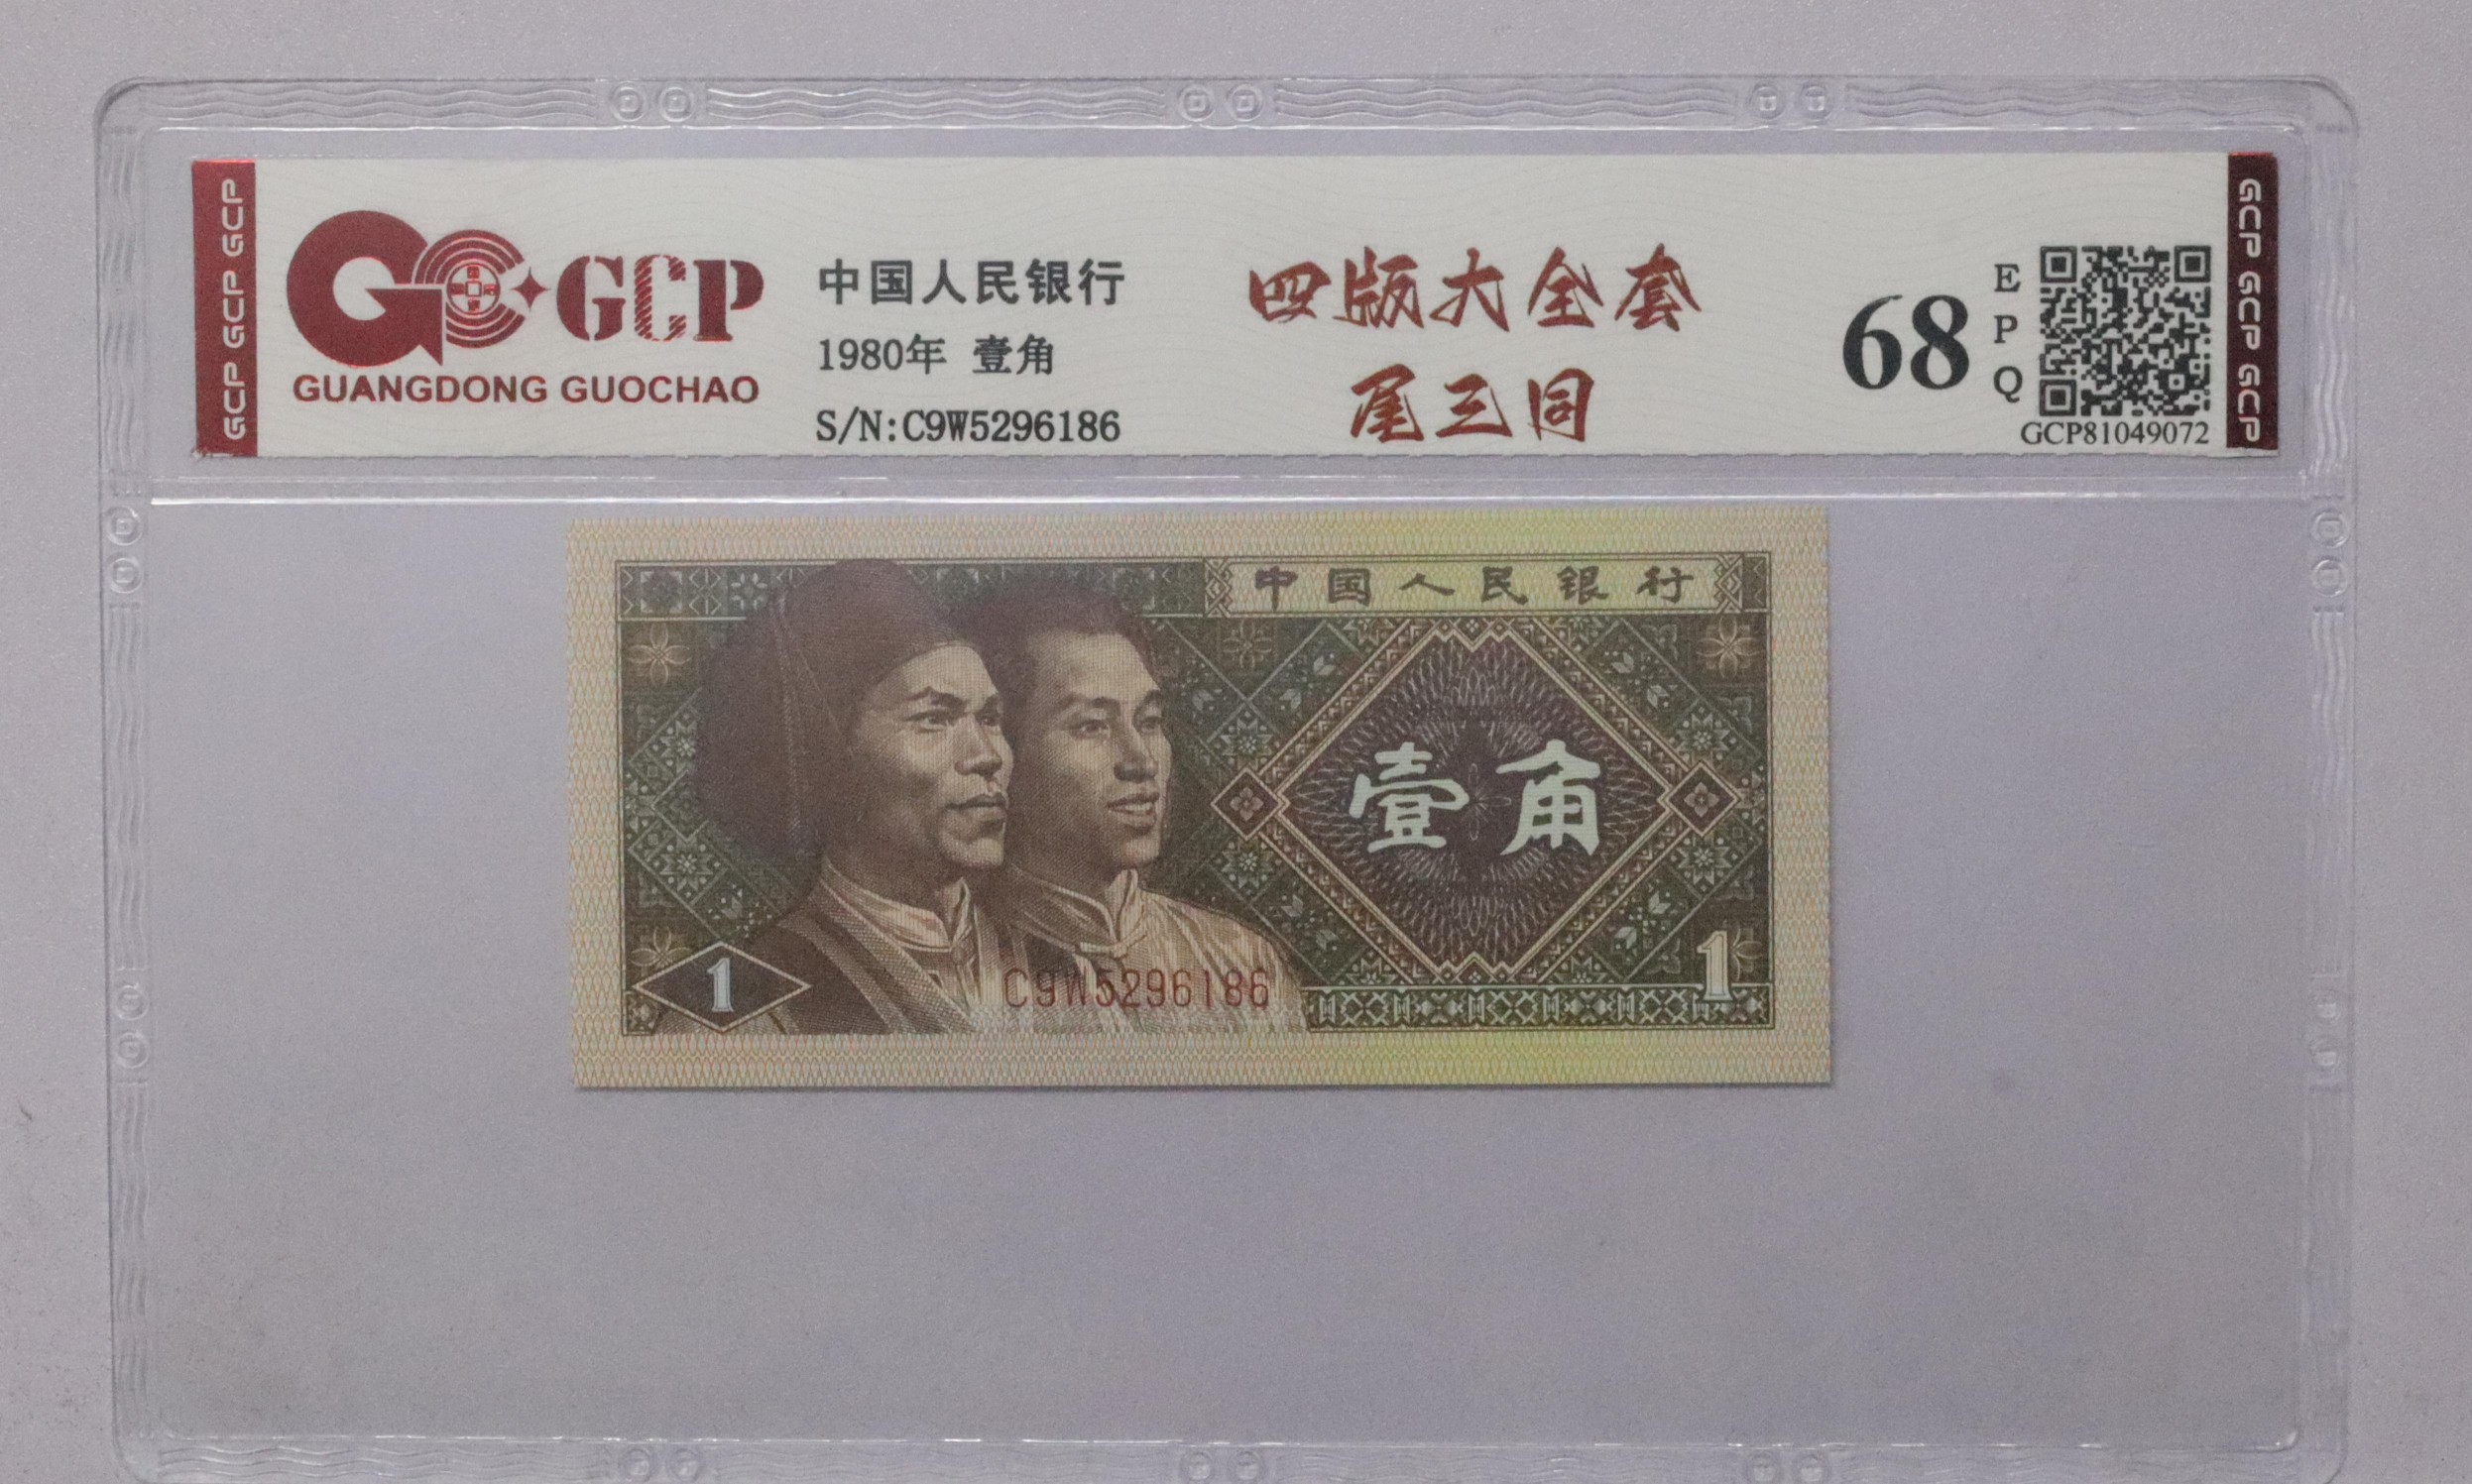 GCP GCP GCP
GCP
GUANGDONG GUOCHAO
中国人民银行
1980年 壹角
S/N:C9W5296186
四版大全套
尾三同
68
EPQ
GCP81049072
GCP GCP GCP
中国人民银行
壹角
1
C9W5296186
1